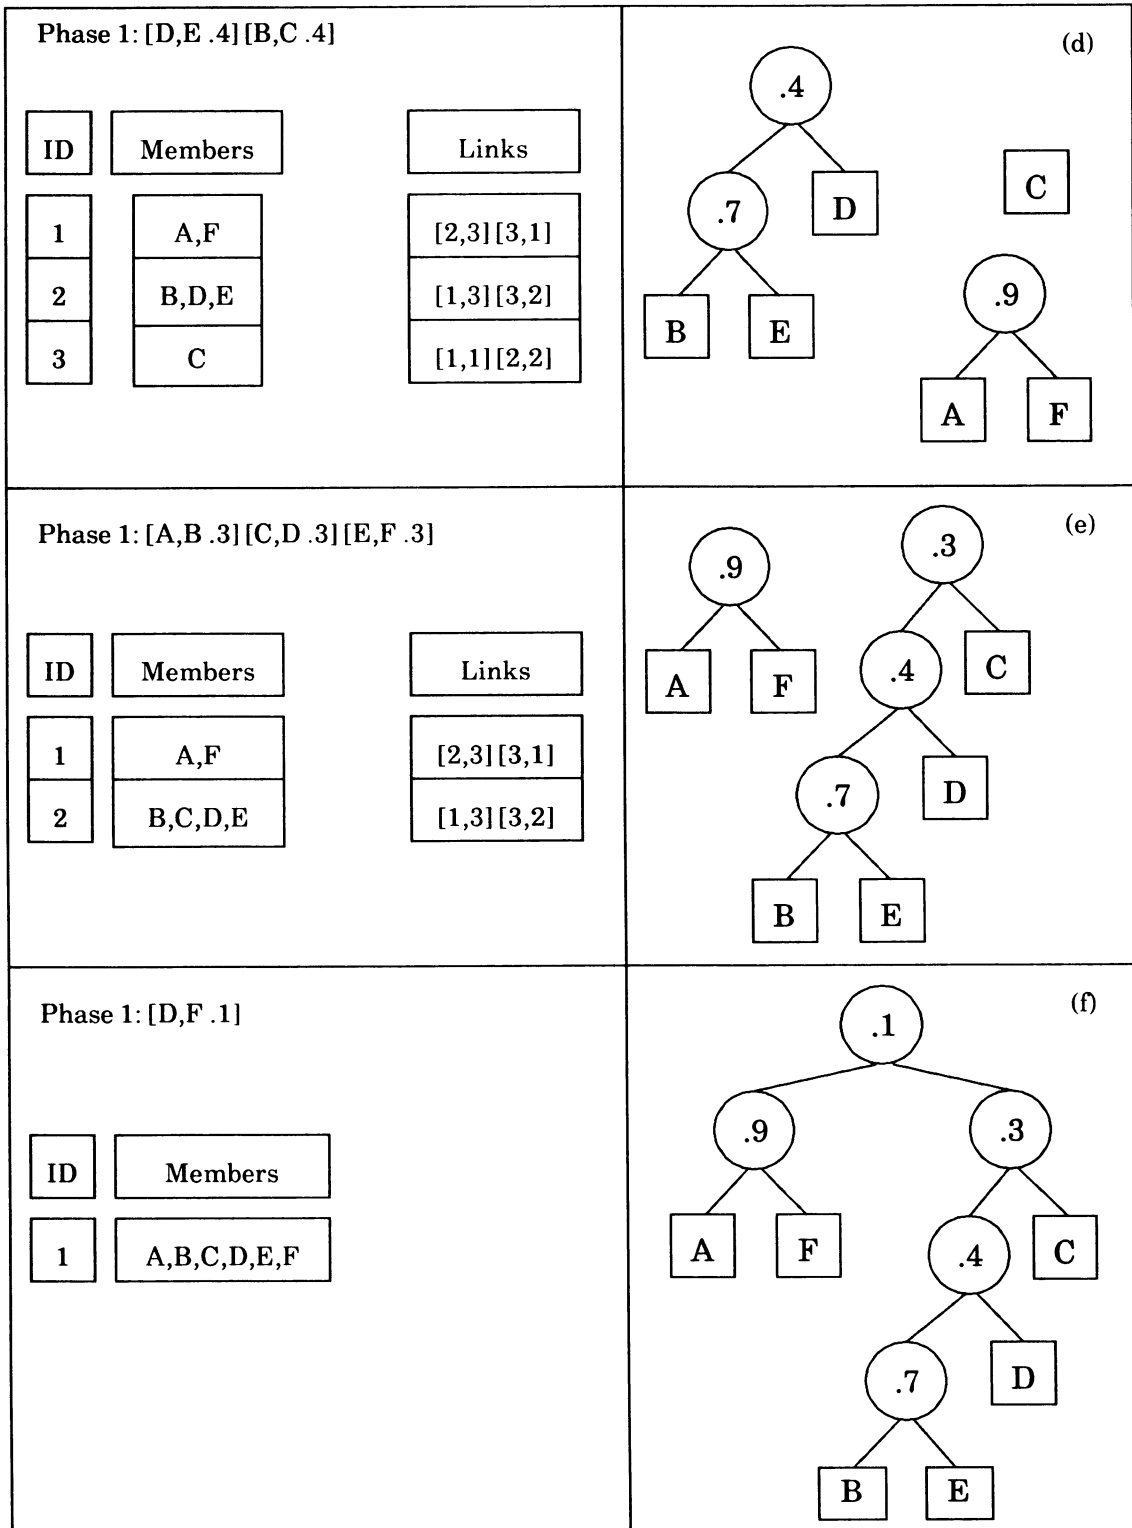 Phase 1: [D,E .4] [B,C .4]
ID Members Links
1 A,F [2,3] [3,1]
2 B,D,E [1,3] [3,2]
3 C [1,1] [2,2]
(d)
.4
.7 D C
B E .9
A F
Phase 1: [A,B .3] [C,D .3] [E,F .3]
ID Members Links
1 A,F [2,3] [3,1]
2 B,C,D,E [1,3] [3,2]
(e)
.9 .3
A F .4 C
.7 D
B E
Phase 1: [D,F .1]
ID Members
1 A,B,C,D,E,F
(f)
.1
.9 .3
A F .4 C
.7 D
B E